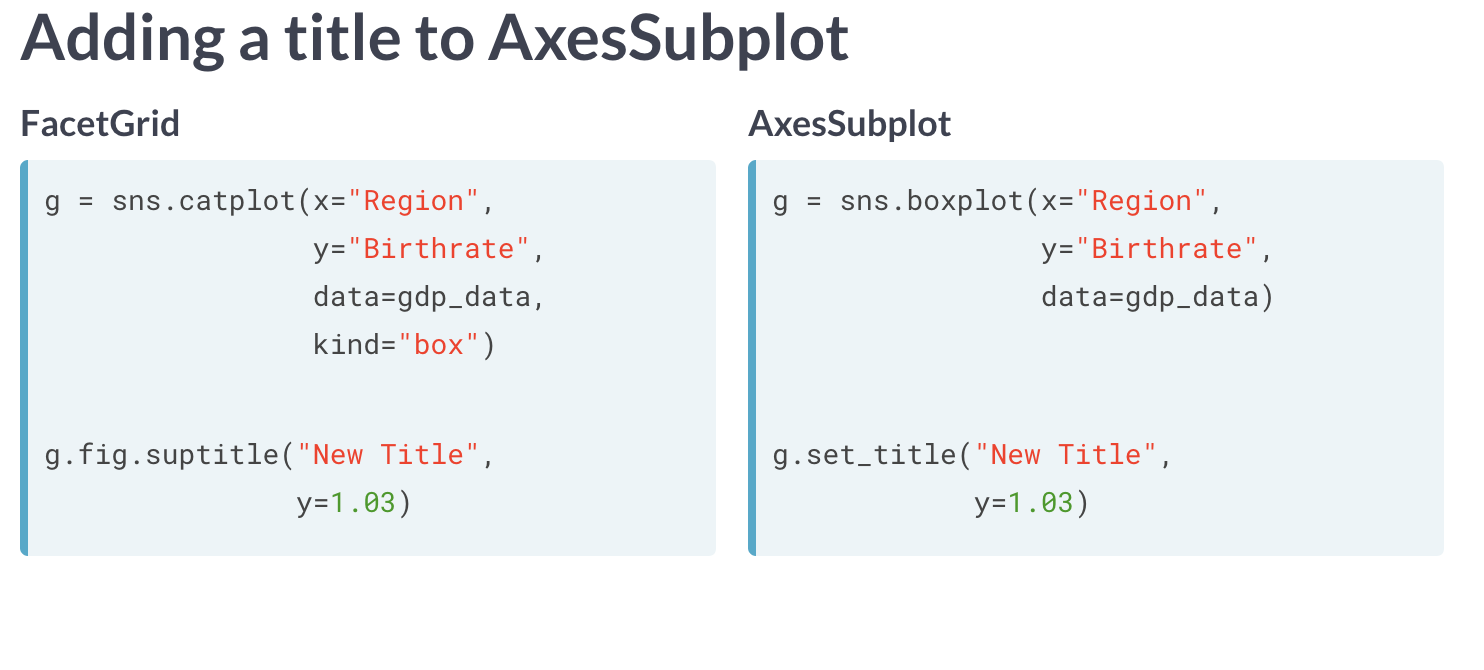 Adding a title to AxesSubplot
FacetGrid
g = sns.catplot(x="Region",
                y="Birthrate",
                data=gdp_data,
                kind="box")
g.fig.suptitle("New Title",
               y=1.03)
AxesSubplot
g = sns.boxplot(x="Region",
                y="Birthrate",
                data=gdp_data)
g.set_title("New Title",
            y=1.03)